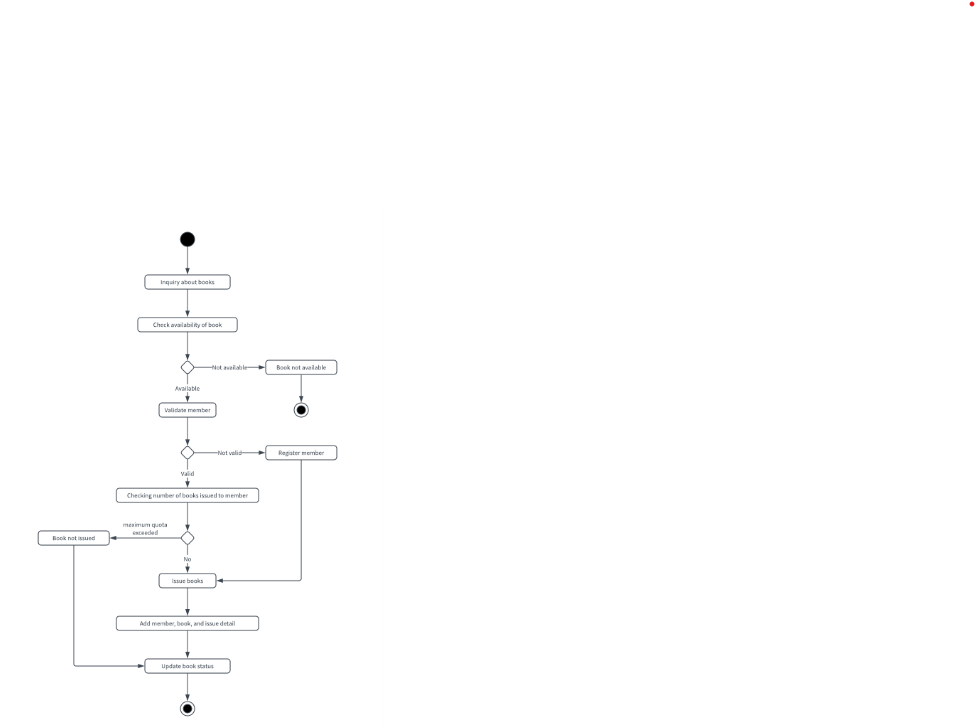 Inquiry about books
Check availability of book
Not available
Book not available
Available
Validate member
Not valid
Register member
Valid
Checking number of books issued to member
maximum quota
exceeded
Book not issued
No
Issue books
Add member, book, and issue detail
Update book status